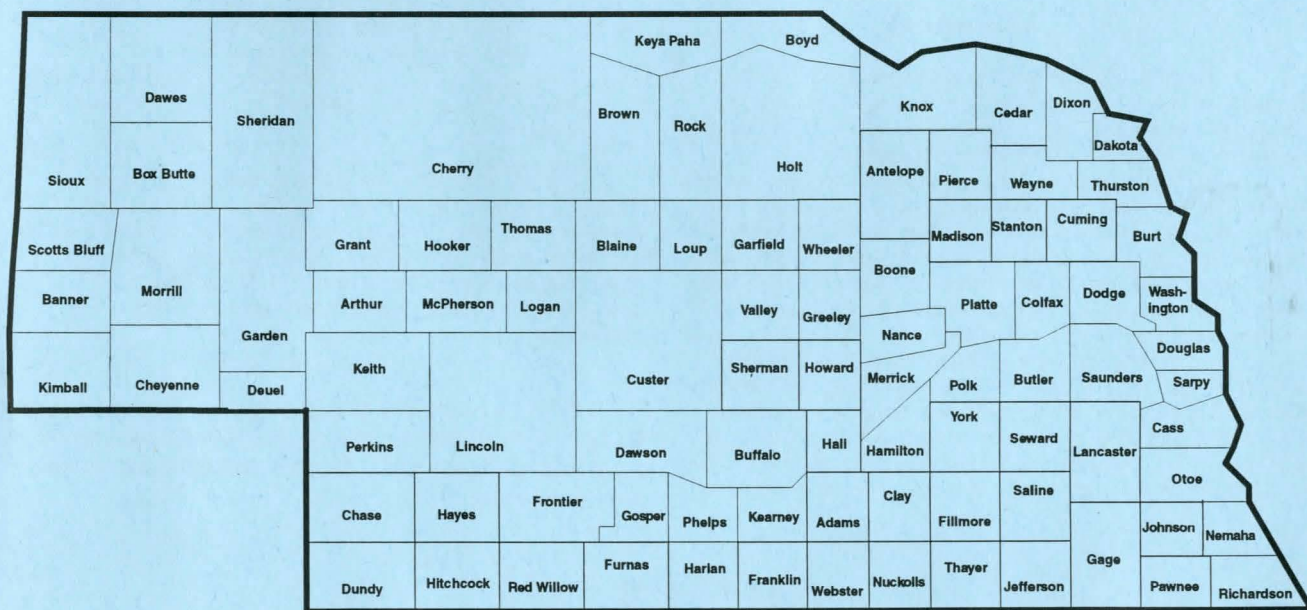 Keya Paha
Boyd
Dawes
Sheridan
Cherry
Brown
Rock
Holt
Knox
Cedar
Dixon
Dakota
Sioux
Box Butte
Antelope
Pierce
Wayne
Thurston
Scotts Bluff
Morrill
Garden
Grant
Hooker
Thomas
Blaine
Loup
Garfield
Wheeler
Boone
Madison
Stanton
Cuming
Burt
Banner
Arthur
McPherson
Logan
Custer
Valley
Greeley
Nance
Platte
Colfax
Dodge
Wash-
ington
Kimball
Cheyenne
Deuel
Keith
Lincoln
Sherman
Howard
Merrick
Polk
Butler
Saunders
Douglas
Sarpy
Perkins
Dawson
Buffalo
Hall
Hamilton
York
Seward
Lancaster
Cass
Otoe
Chase
Hayes
Frontier
Gosper
Phelps
Kearney
Adams
Clay
Fillmore
Saline
Gage
Johnson
Nemaha
Dundy
Hitchcock
Red Willow
Furnas
Harlan
Franklin
Webster
Nuckolls
Thayer
Jefferson
Pawnee
Richardson